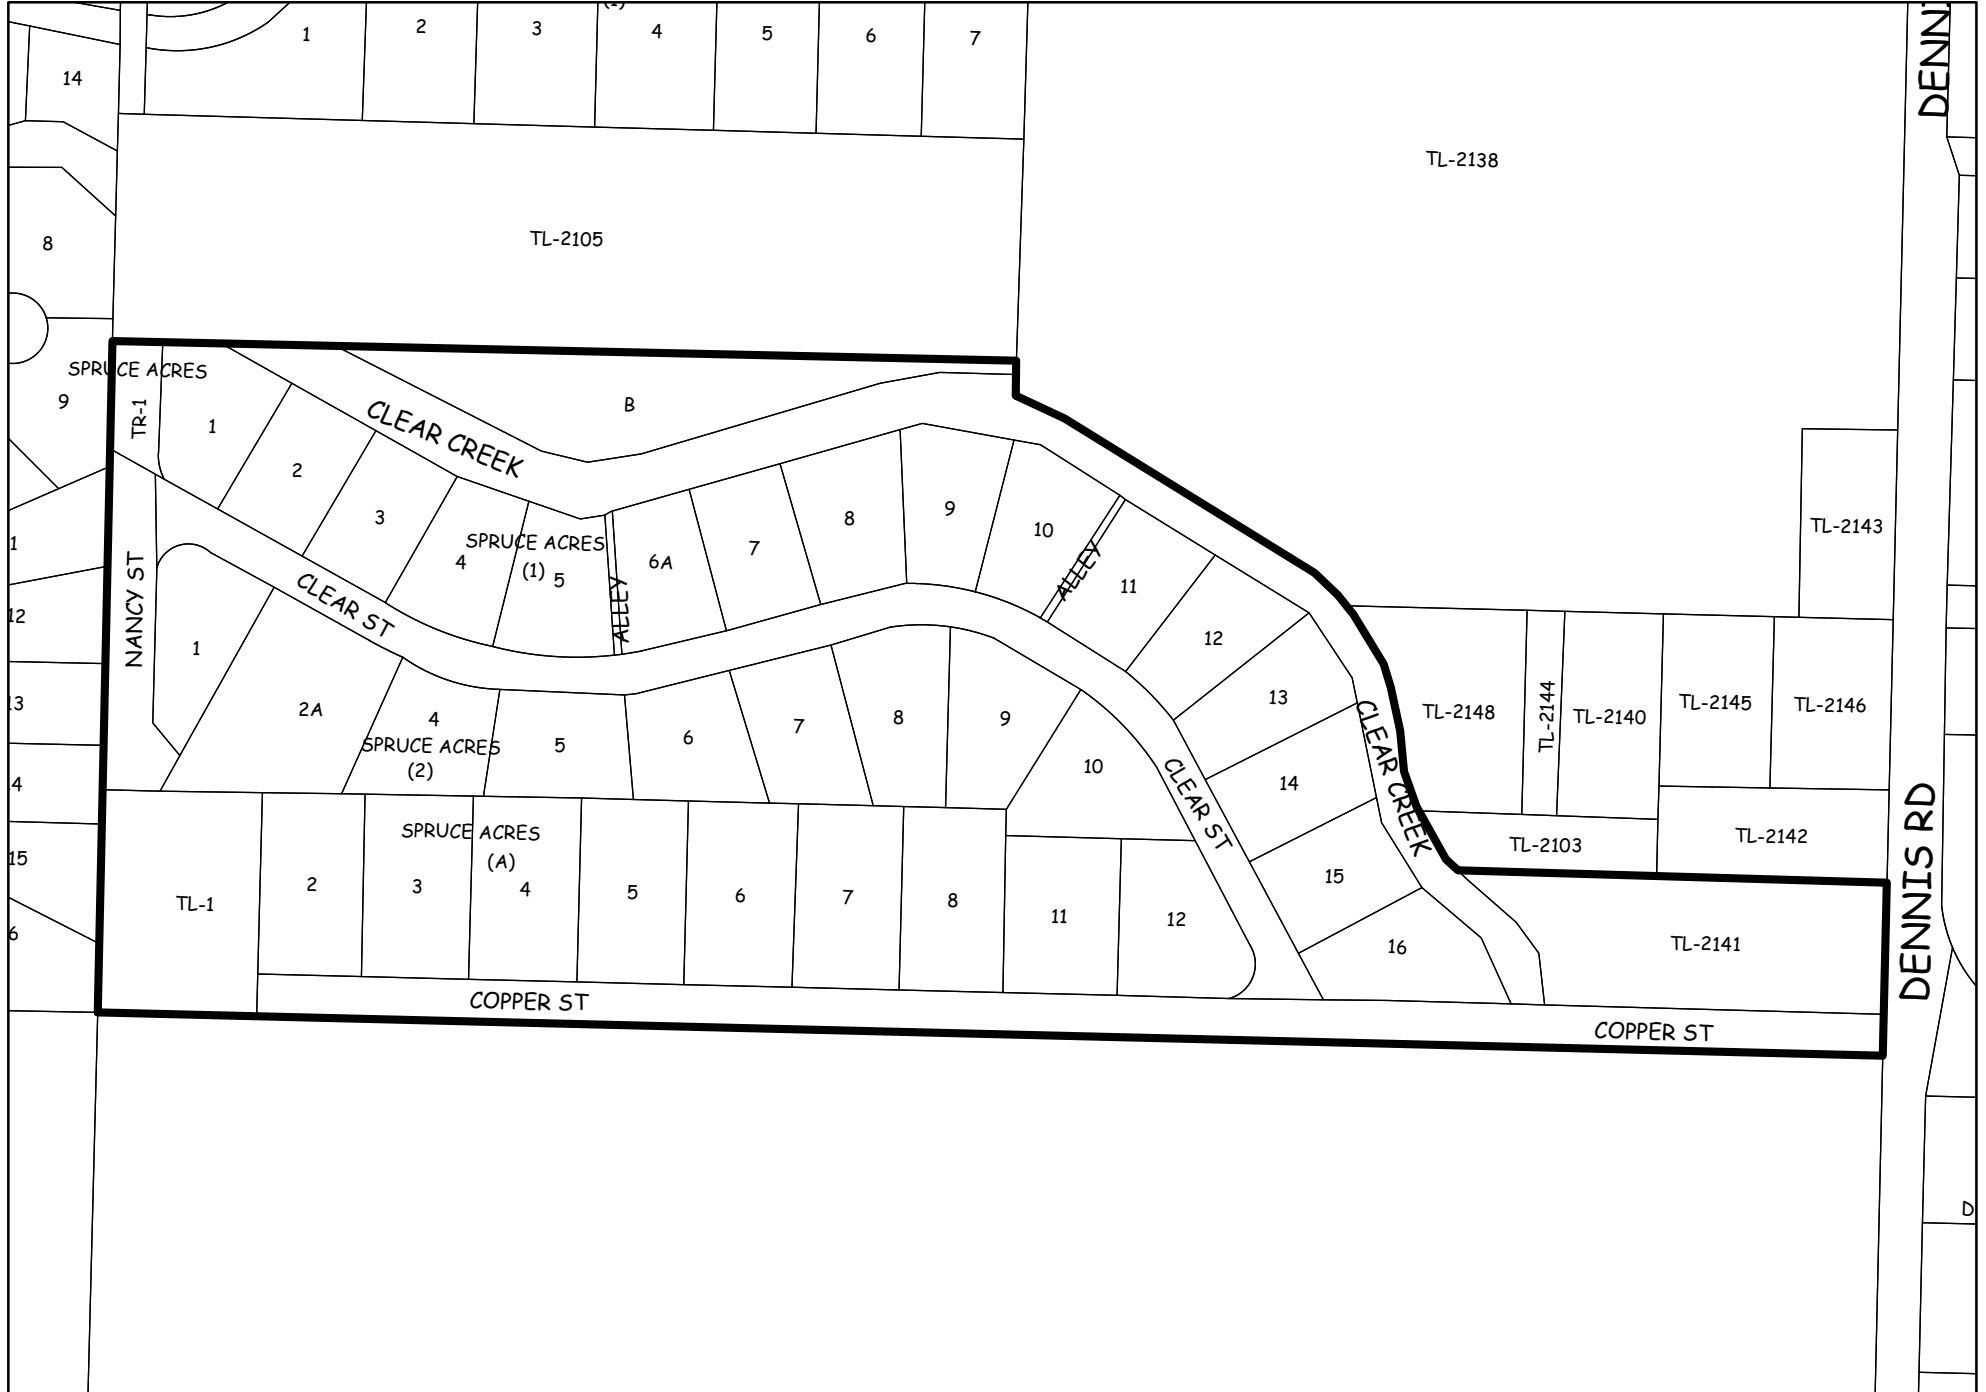 (1)
1
2
3
4
5
6
7
14
TL-2138
TL-2105
8
SPRUCE ACRES
9
TR-1
1
B
CLEAR CREEK
2
3
4
SPRUCE ACRES
(1)
5
ALLEY
6A
7
8
9
10
ALLEY
11
12
13
14
15
16
TL-2143
1
12
13
4
15
6
NANCY ST
CLEAR ST
1
2A
4
SPRUCE ACRES
(2)
5
6
7
8
9
10
CLEAR ST
CLEAR CREEK
TL-2148
TL-2144
TL-2140
TL-2145
TL-2146
TL-2103
TL-2142
SPRUCE ACRES
(A)
TL-1
2
3
4
5
6
7
8
11
12
TL-2141
COPPER ST
COPPER ST
DENNIS RD
D